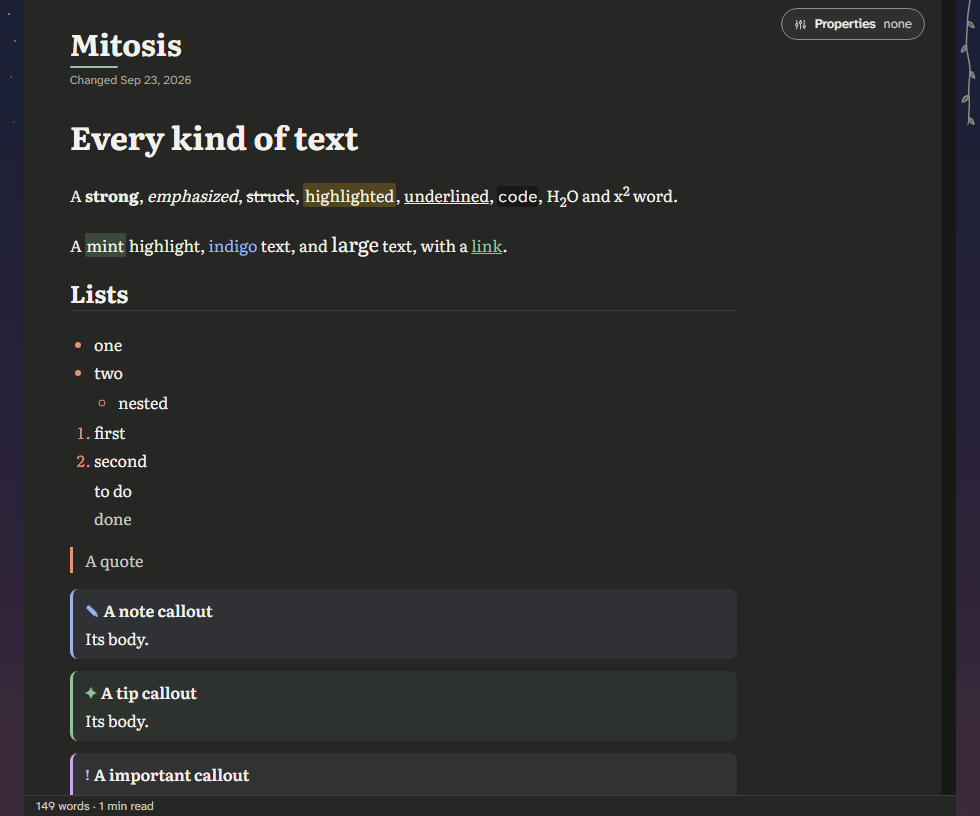 Properties none
Mitosis
Changed Sep 23, 2026
Every kind of text
A strong, emphasized, struck, highlighted, underlined, code, H₂O and x² word.
A mint highlight, indigo text, and large text, with a link.
Lists
• one
• two
◦ nested
1. first
2. second
to do
done
A quote
✎ A note callout
Its body.
✦ A tip callout
Its body.
! A important callout
149 words · 1 min read